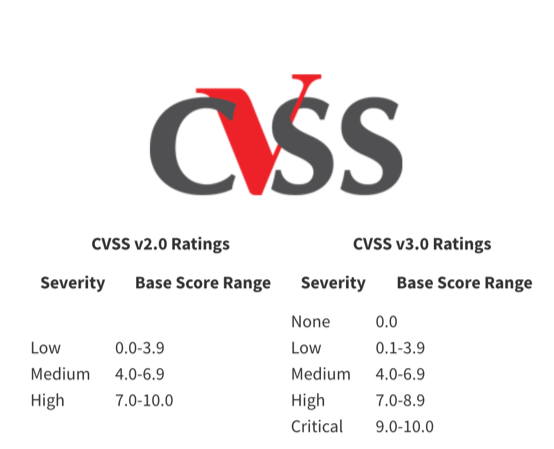 CVSS
CVSS v2.0 Ratings CVSS v3.0 Ratings
Severity Base Score Range Severity Base Score Range
None 0.0
Low 0.0-3.9 Low 0.1-3.9
Medium 4.0-6.9 Medium 4.0-6.9
High 7.0-10.0 High 7.0-8.9
Critical 9.0-10.0